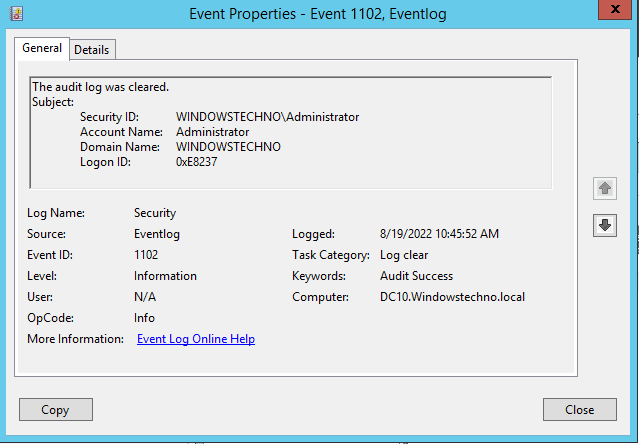 Event Properties - Event 1102, Eventlog
X
General
Details
The audit log was cleared.
Subject:
Security ID: WINDOWSTECHNO\Administrator
Account Name: Administrator
Domain Name: WINDOWSTECHNO
Logon ID: 0xE8237
Log Name: Security
Source: Eventlog Logged: 8/19/2022 10:45:52 AM
Event ID: 1102 Task Category: Log clear
Level: Information Keywords: Audit Success
User: N/A Computer: DC10.Windowstechno.local
OpCode: Info
More Information: Event Log Online Help
Copy
Close